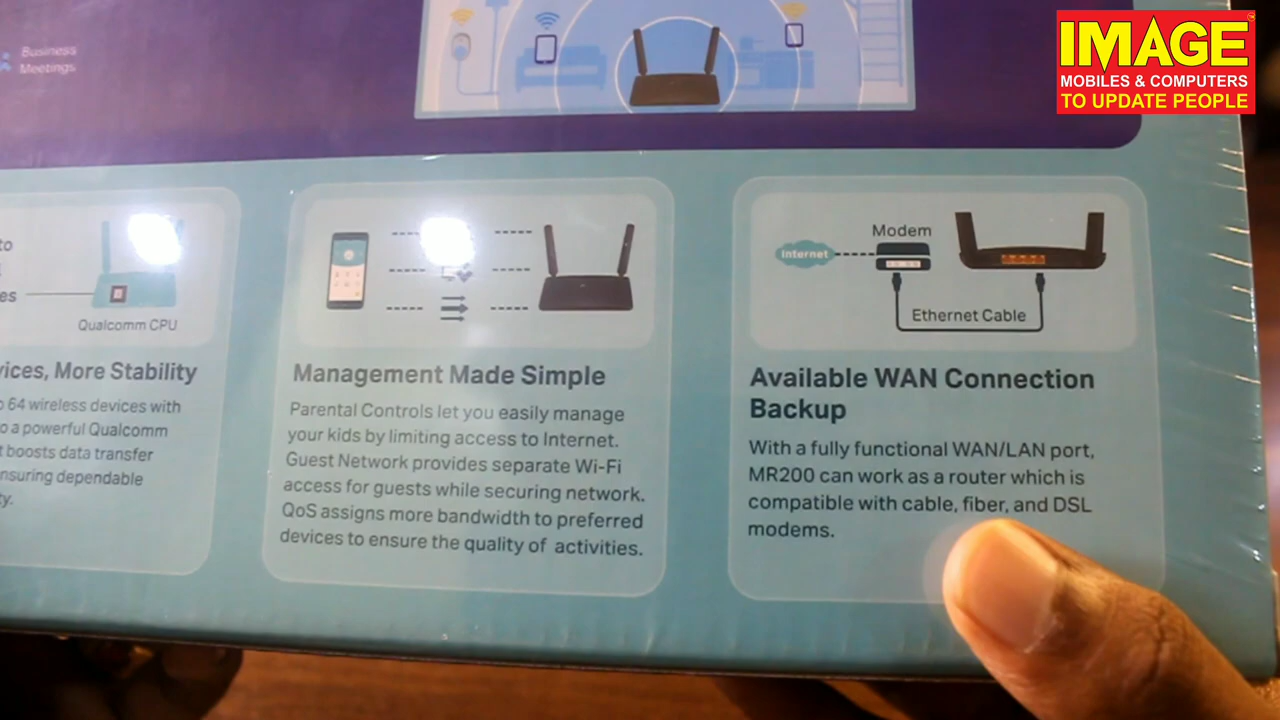 Business
Meetings
IMAGE
MOBILES & COMPUTERS
TO UPDATE PEOPLE
to
es
Qualcomm CPU
vices, More Stability
64 wireless devices with
o a powerful Qualcomm
t boosts data transfer
nsuring dependable
ty.
Management Made Simple
Parental Controls let you easily manage
your kids by limiting access to Internet.
Guest Network provides separate Wi-Fi
access for guests while securing network.
QoS assigns more bandwidth to preferred
devices to ensure the quality of activities.
Internet
Modem
Ethernet Cable
Available WAN Connection
Backup
With a fully functional WAN/LAN port,
MR200 can work as a router which is
compatible with cable, fiber, and DSL
modems.